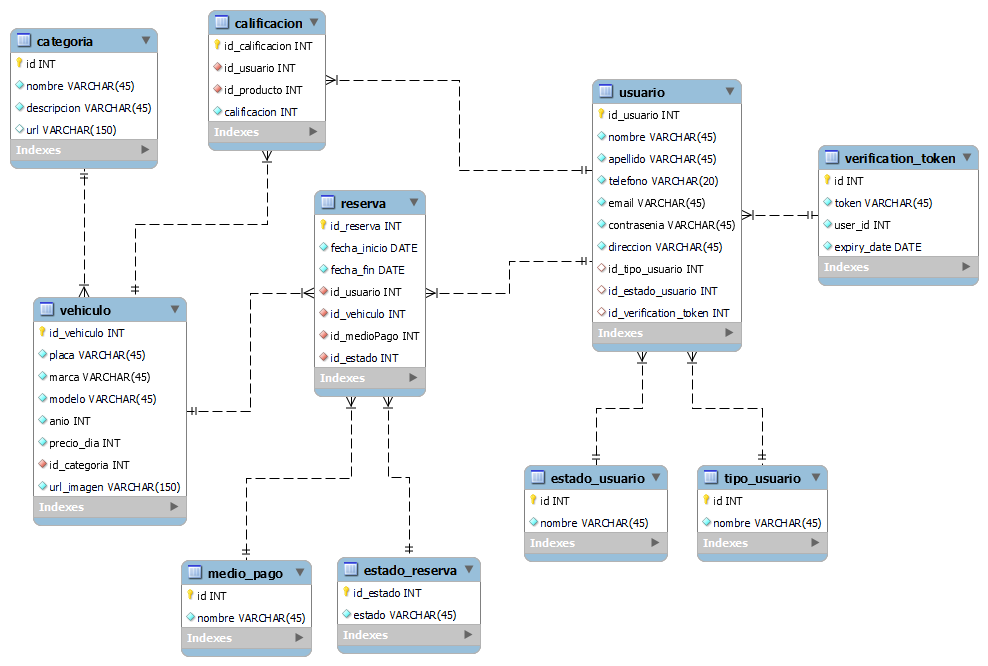 categoria
id INT
nombre VARCHAR(45)
descripcion VARCHAR(45)
url VARCHAR(150)
Indexes
calificacion
id_calificacion INT
id_usuario INT
id_producto INT
calificacion INT
Indexes
usuario
id_usuario INT
nombre VARCHAR(45)
apellido VARCHAR(45)
telefono VARCHAR(20)
email VARCHAR(45)
contrasenia VARCHAR(45)
direccion VARCHAR(45)
id_tipo_usuario INT
id_estado_usuario INT
id_verification_token INT
Indexes
verification_token
id INT
token VARCHAR(45)
user_id INT
expiry_date DATE
Indexes
reserva
id_reserva INT
fecha_inicio DATE
fecha_fin DATE
id_usuario INT
id_vehiculo INT
id_medioPago INT
id_estado INT
Indexes
vehiculo
id_vehiculo INT
placa VARCHAR(45)
marca VARCHAR(45)
modelo VARCHAR(45)
anio INT
precio_dia INT
id_categoria INT
url_imagen VARCHAR(150)
Indexes
estado_usuario
id INT
nombre VARCHAR(45)
Indexes
tipo_usuario
id INT
nombre VARCHAR(45)
Indexes
medio_pago
id INT
nombre VARCHAR(45)
Indexes
estado_reserva
id_estado INT
estado VARCHAR(45)
Indexes